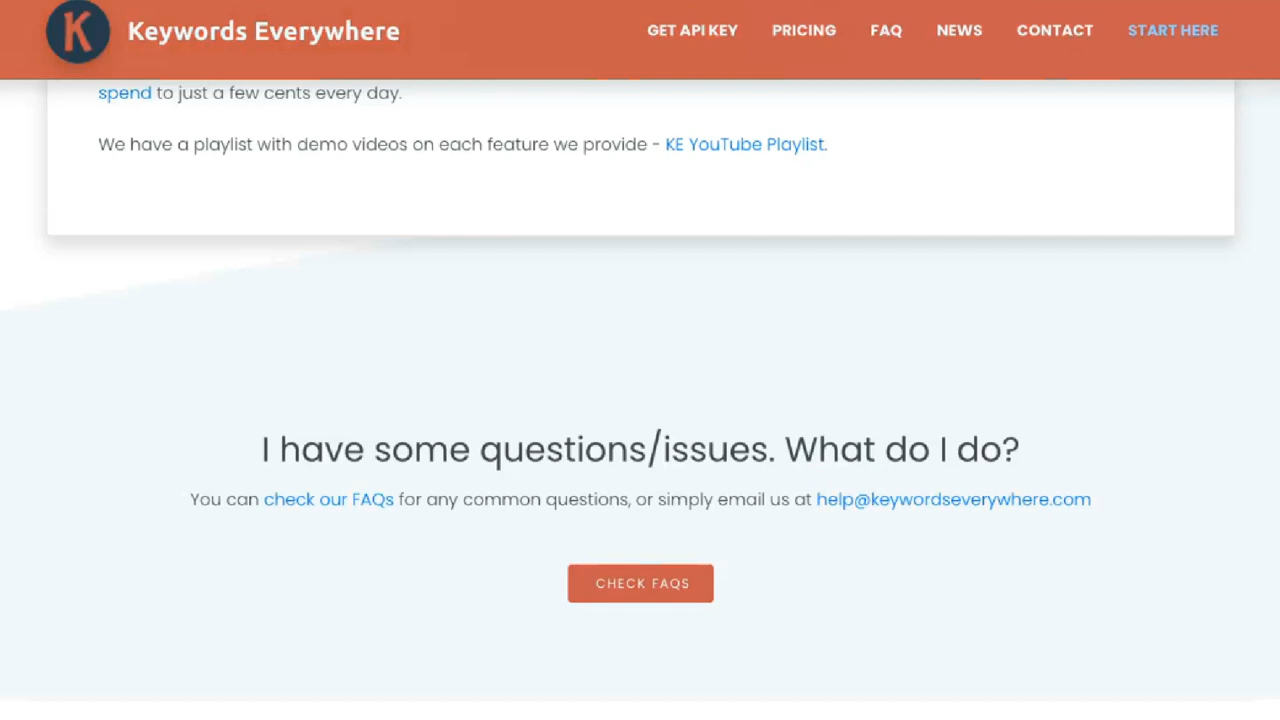 K
Keywords Everywhere
GET API KEY PRICING FAQ NEWS CONTACT START HERE
spend to just a few cents every day.
We have a playlist with demo videos on each feature we provide - KE YouTube Playlist.
I have some questions/issues. What do I do?
You can check our FAQs for any common questions, or simply email us at help@keywordseverywhere.com
CHECK FAQS